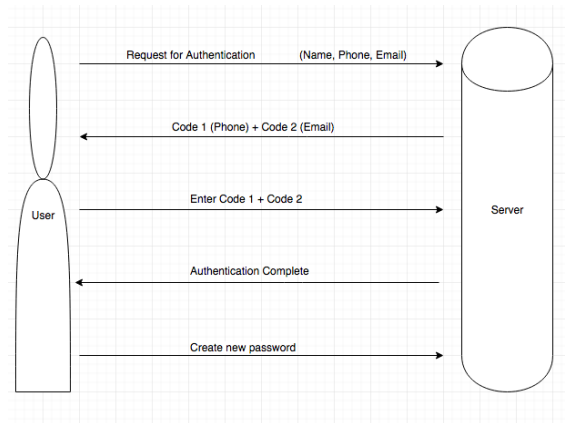 Request for Authentication (Name, Phone, Email)
Code 1 (Phone) + Code 2 (Email)
Enter Code 1 + Code 2
User
Server
Authentication Complete
Create new password